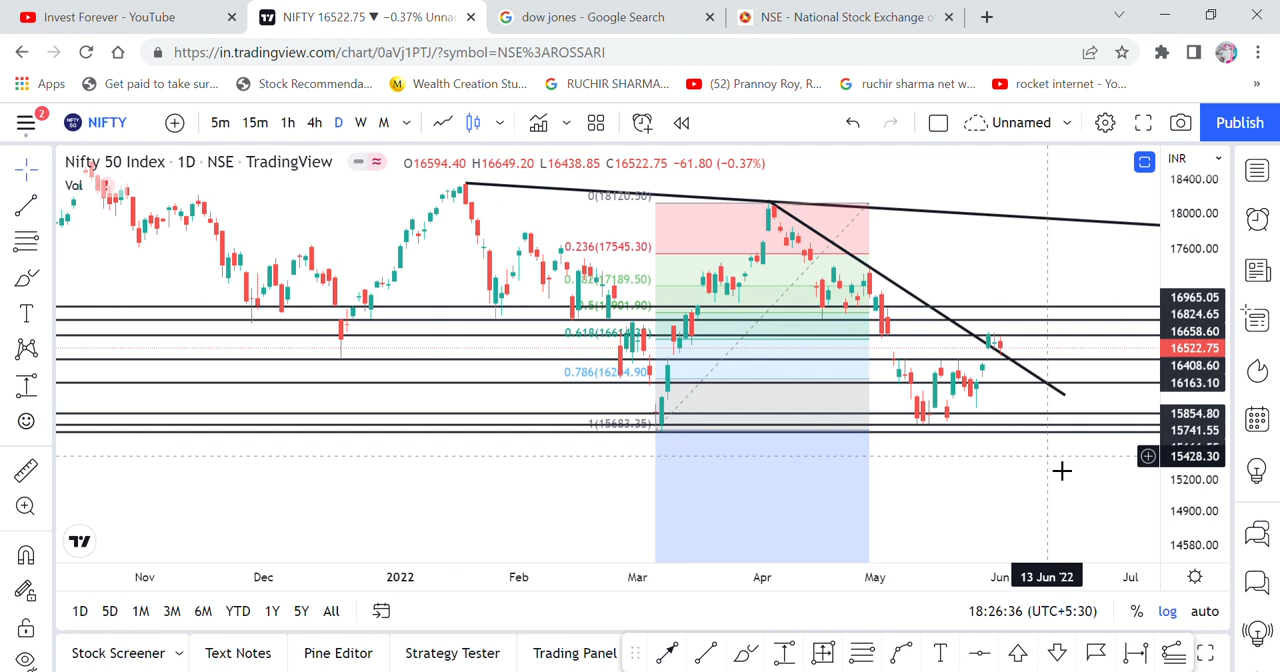 Invest Forever - YouTube
NIFTY 16522.75 ▼ −0.37% Unna
dow jones - Google Search
NSE - National Stock Exchange o
https://in.tradingview.com/chart/0aVj1PTJ/?symbol=NSE%3AROSSARI
Apps
Get paid to take sur...
Stock Recommenda...
Wealth Creation Stu...
RUCHIR SHARMA...
(52) Prannoy Roy, R...
ruchir sharma net w...
rocket internet - Yo...
»
2
NIFTY
5m
15m
1h
4h
D
W
M
Unnamed
Publish
Nifty 50 Index · 1D · NSE · TradingView
O16594.40 H16649.20 L16438.85 C16522.75 −61.80 (−0.37%)
INR
Vol
18400.00
0(18120.50)
18000.00
0.236(17545.30)
17600.00
16965.05
16824.65
16658.60
16522.75
16408.60
16163.10
1(15683.35)
15854.80
15741.55
15428.30
15200.00
14900.00
14580.00
Nov
Dec
2022
Feb
Mar
Apr
May
Jun
13 Jun '22
Jul
1D
5D
1M
3M
6M
YTD
1Y
5Y
All
18:26:36 (UTC+5:30)
%
log
auto
Stock Screener
Text Notes
Pine Editor
Strategy Tester
Trading Panel